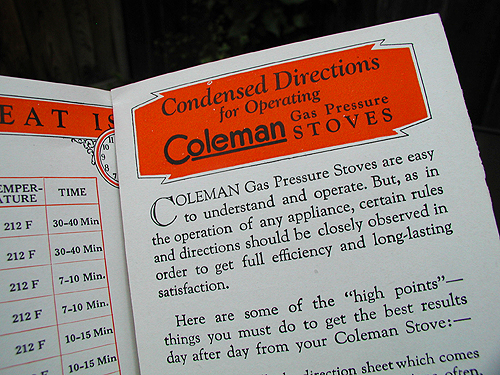 EAT IS
EMPER-
ATURE TIME
212 F 30-40 Min
212 F 30-40 Min
212 F 7-10 Min.
212 F 7-10 Min.
212 F 10-15 Min
212 F 10-15 Min
Condensed Directions
for Operating
Coleman Gas Pressure
STOVES
COLEMAN Gas Pressure Stoves are easy
to understand and operate. But, as in
the operation of any appliance, certain rules
and directions should be closely observed in
order to get full efficiency and long-lasting
satisfaction.
Here are some of the "high points"—
things you must do to get the best results
day after day from your Coleman Stove:—
direction sheet which comes
often,